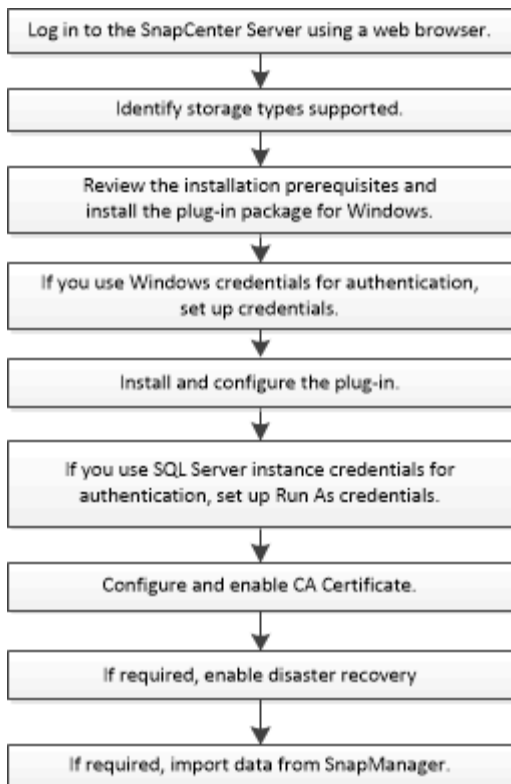 Log in to the SnapCenter Server using a web browser.
Identify storage types supported.
Review the installation prerequisites and
install the plug-in package for Windows.
If you use Windows credentials for authentication,
set up credentials.
Install and configure the plug-in.
If you use SQL Server instance credentials for
authentication, set up Run As credentials.
Configure and enable CA Certificate.
If required, enable disaster recovery
If required, import data from SnapManager.